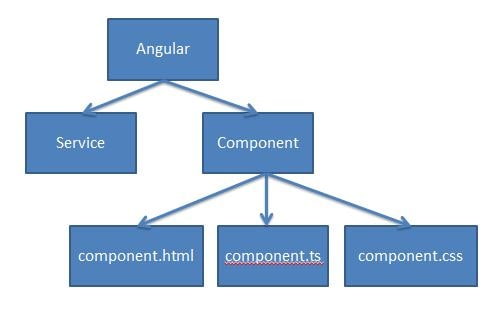 Angular
Service
Component
component.html
component.ts
component.css